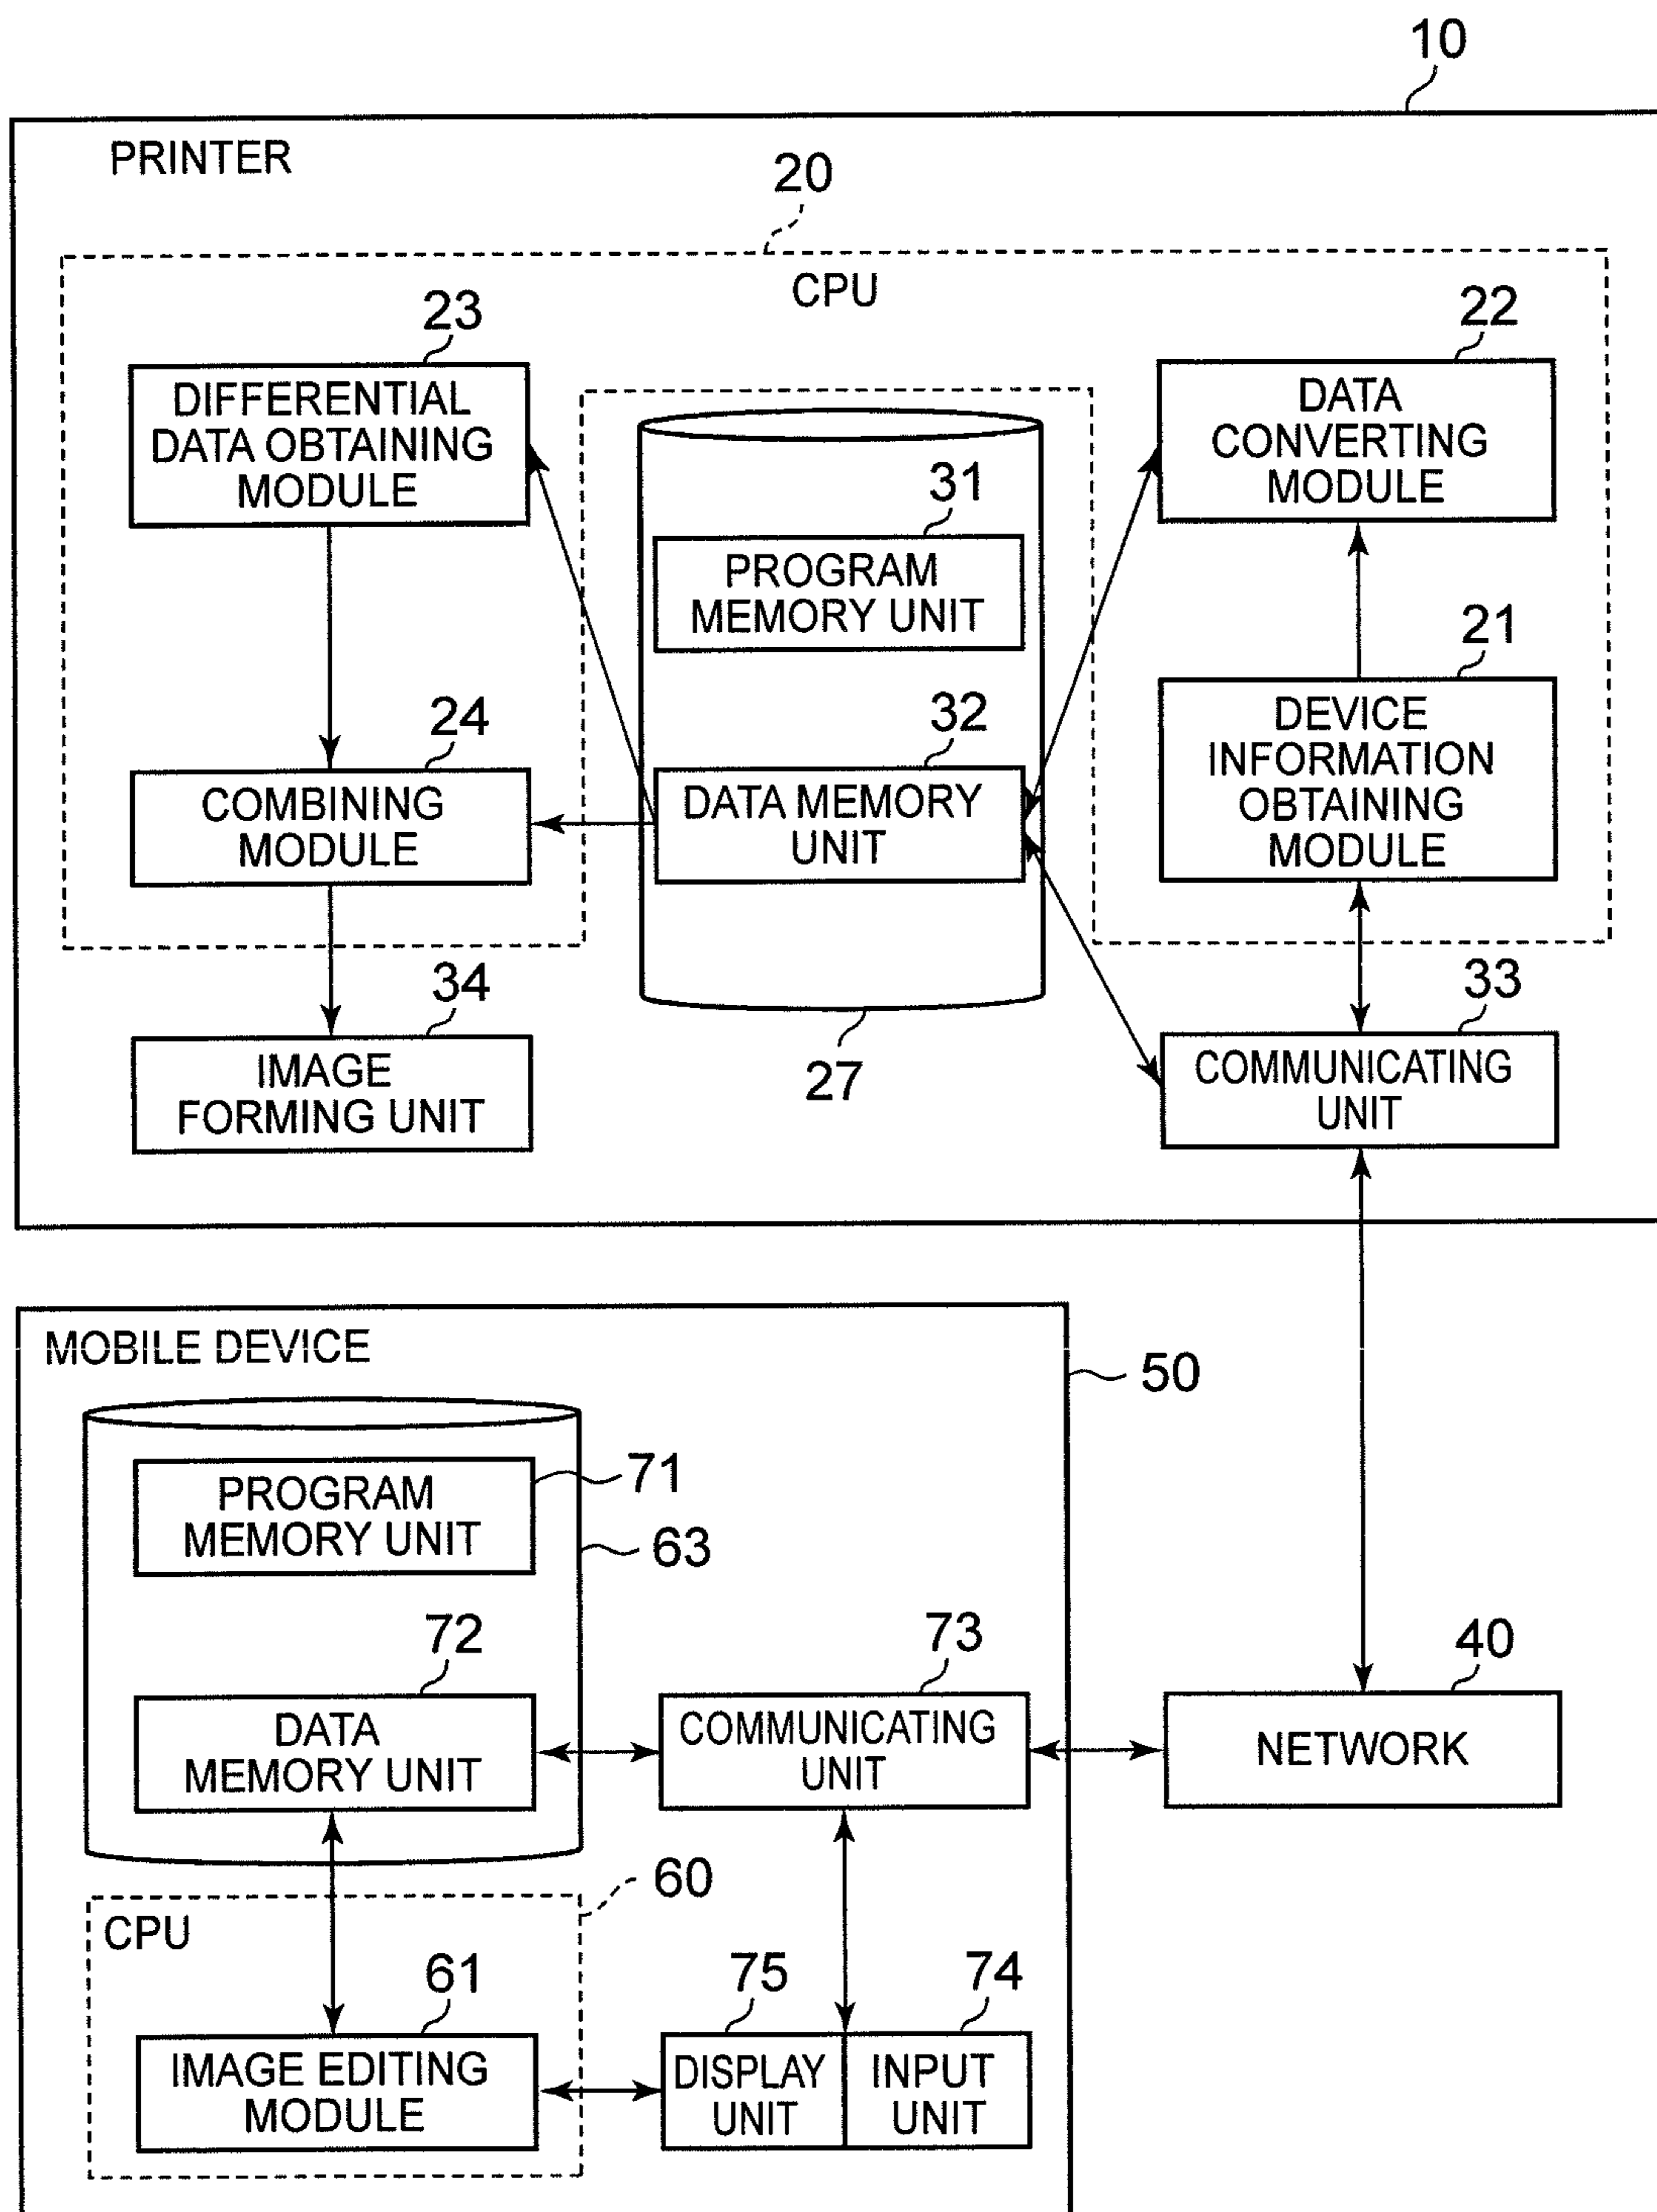 10
PRINTER
20
CPU
23
22
DIFFERENTIAL
DATA OBTAINING
MODULE
DATA
CONVERTING
MODULE
31
PROGRAM
MEMORY UNIT
21
DEVICE
INFORMATION
OBTAINING
MODULE
24
COMBINING
MODULE
32
DATA MEMORY
UNIT
34
IMAGE
FORMING UNIT
27
33
COMMUNICATING
UNIT
MOBILE DEVICE
50
71
PROGRAM
MEMORY UNIT
63
72
DATA
MEMORY UNIT
73
COMMUNICATING
UNIT
40
NETWORK
60
CPU
61
IMAGE EDITING
MODULE
75
DISPLAY
UNIT
74
INPUT
UNIT